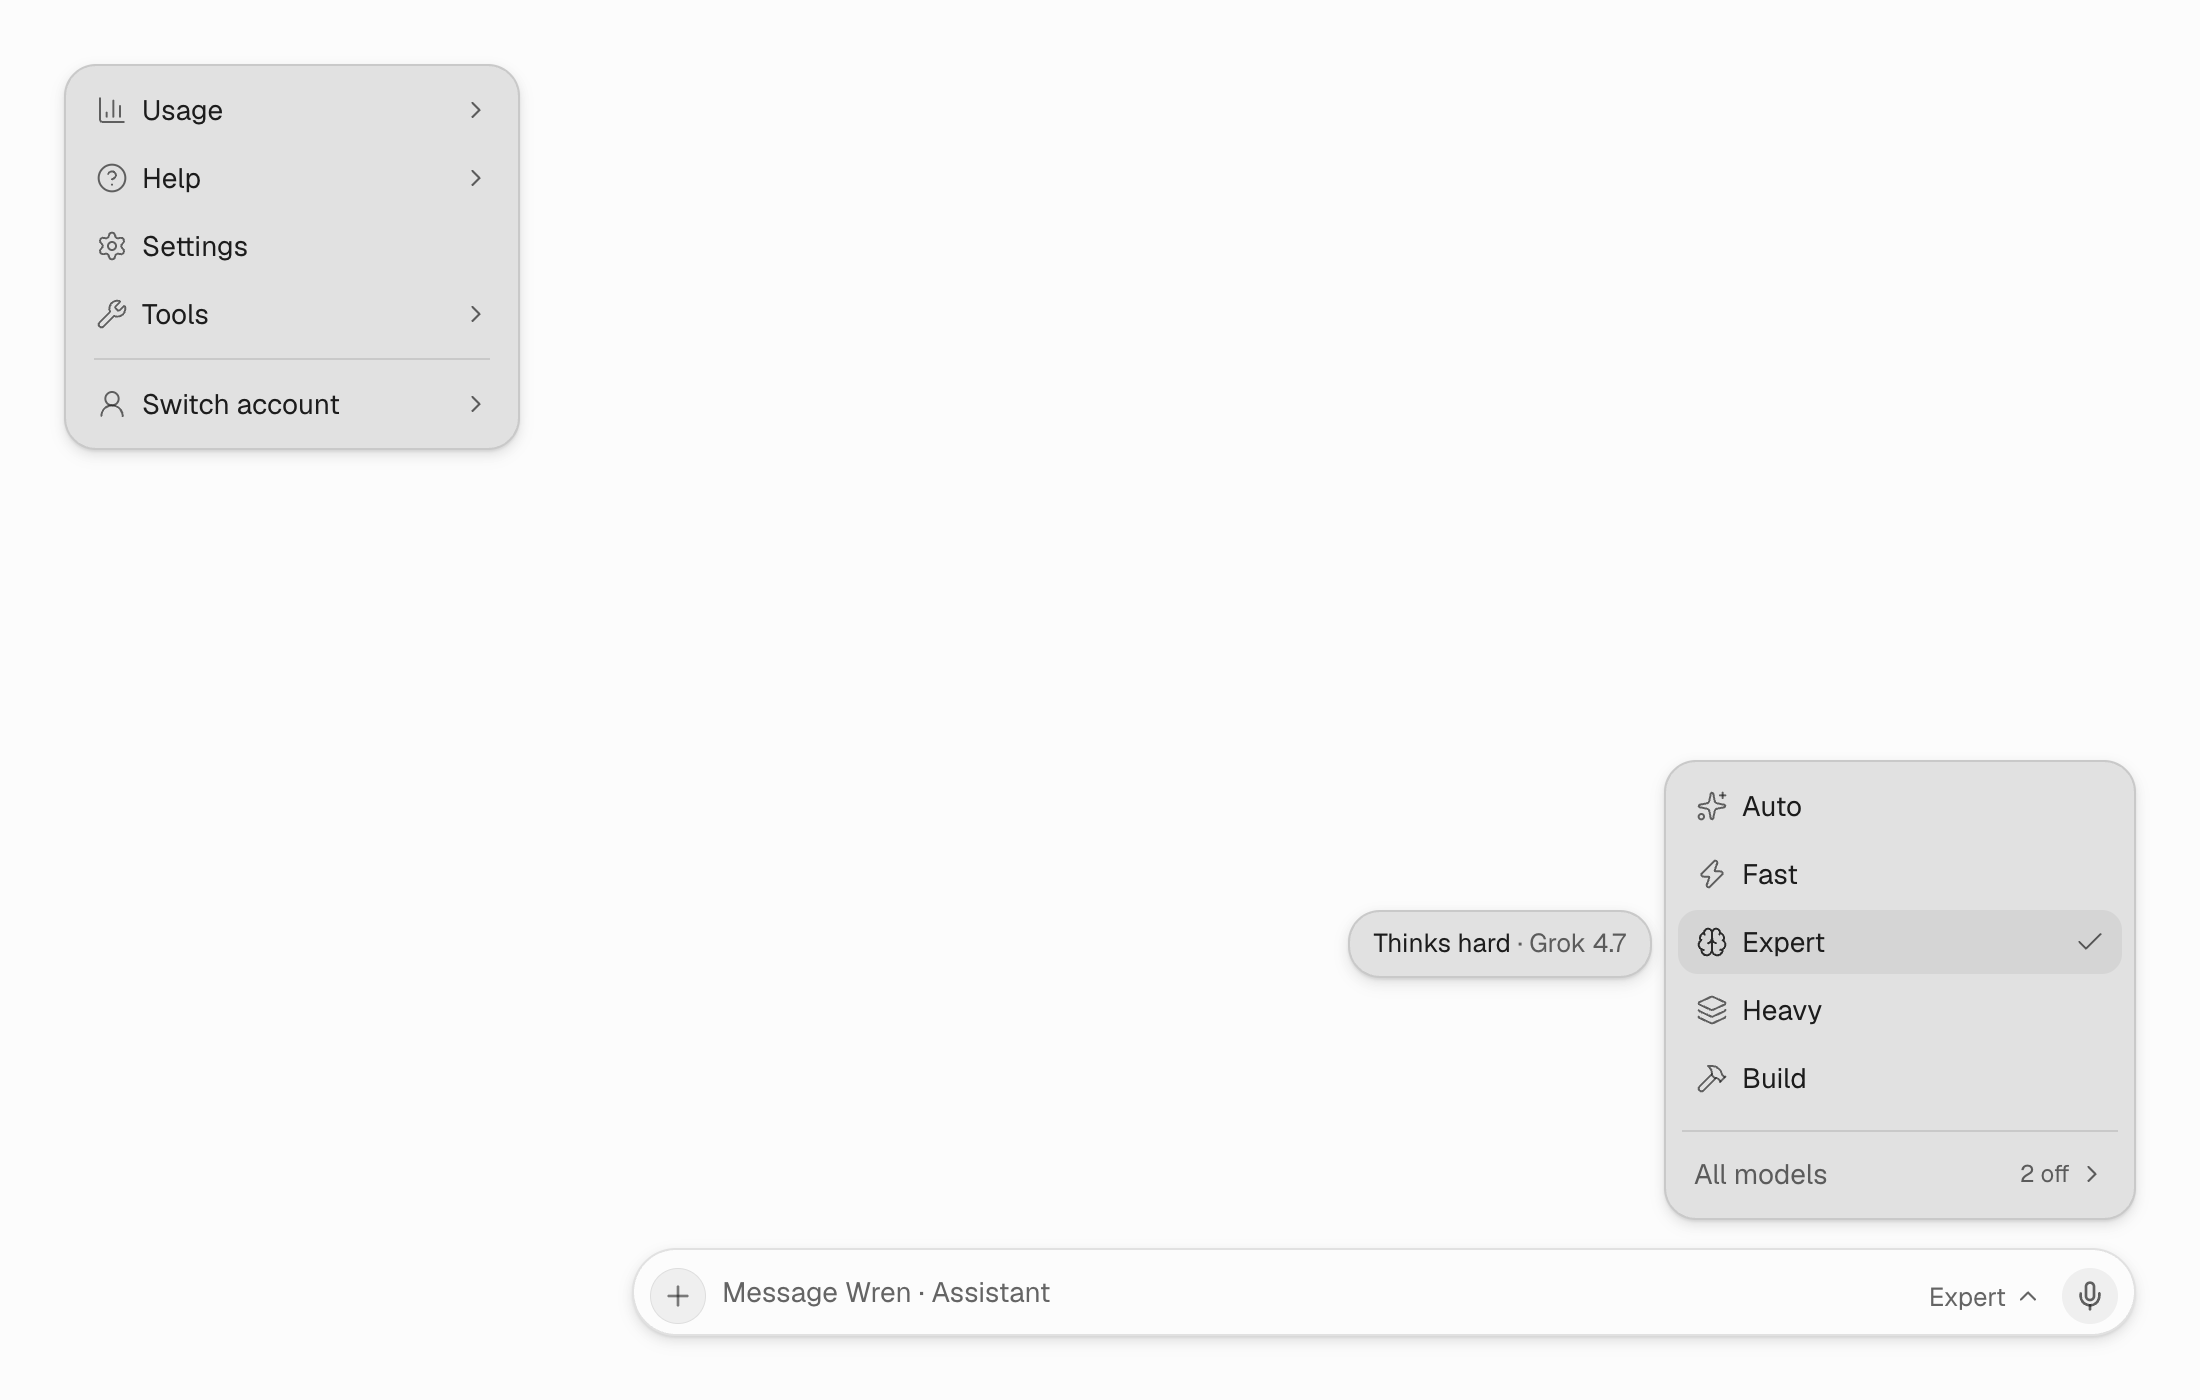 Usage
Help
Settings
Tools
Switch account
Auto
Fast
Thinks hard · Grok 4.7
Expert
Heavy
Build
All models 2 off
Message Wren · Assistant
Expert